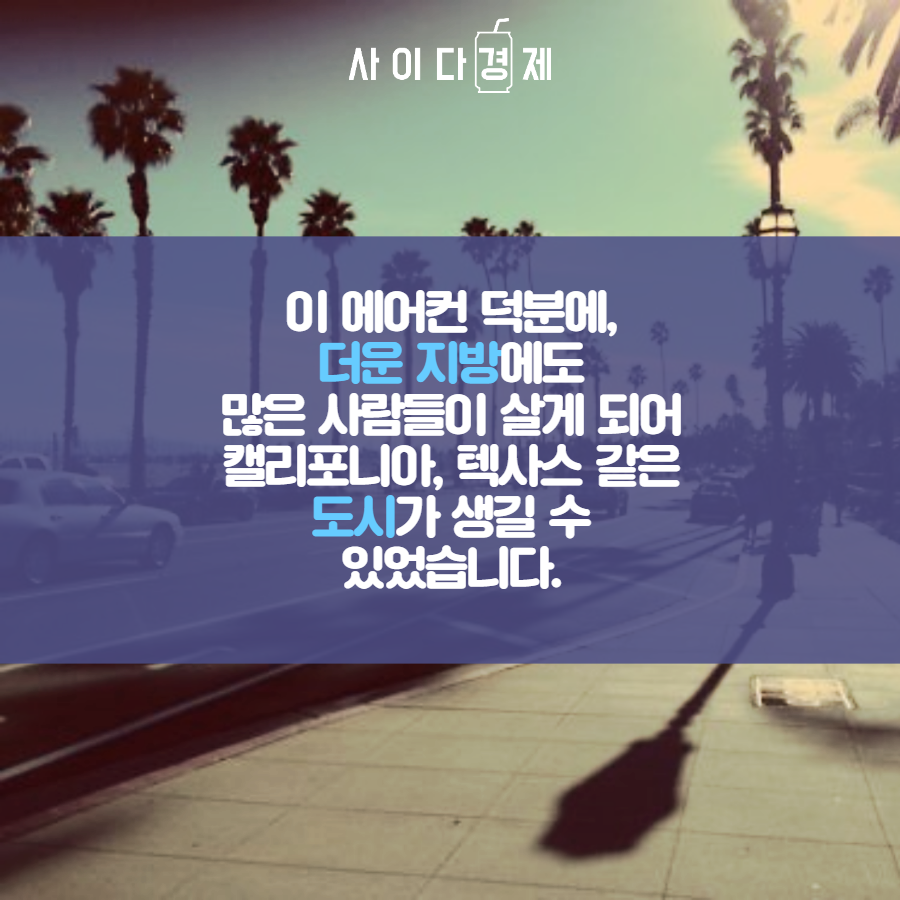 사이다경제
이 에어컨 덕분에,
더운 지방에도
많은 사람들이 살게 되어
캘리포니아, 텍사스 같은
도시가 생길 수
있었습니다.